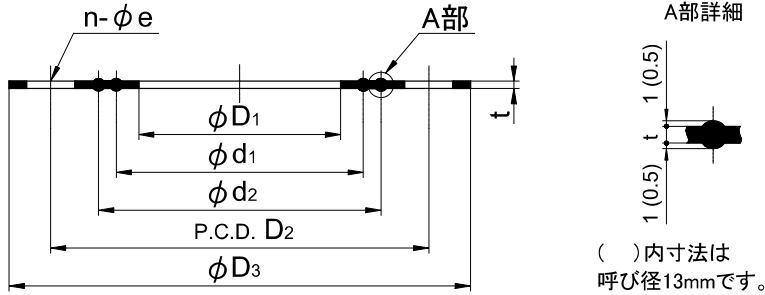 n-φe
A部
φD1
φd1
φd2
P.C.D. D2
φD3
t
A部詳細
1 (0.5)
t
1 (0.5)
(　)内寸法は
呼び径13mmです。